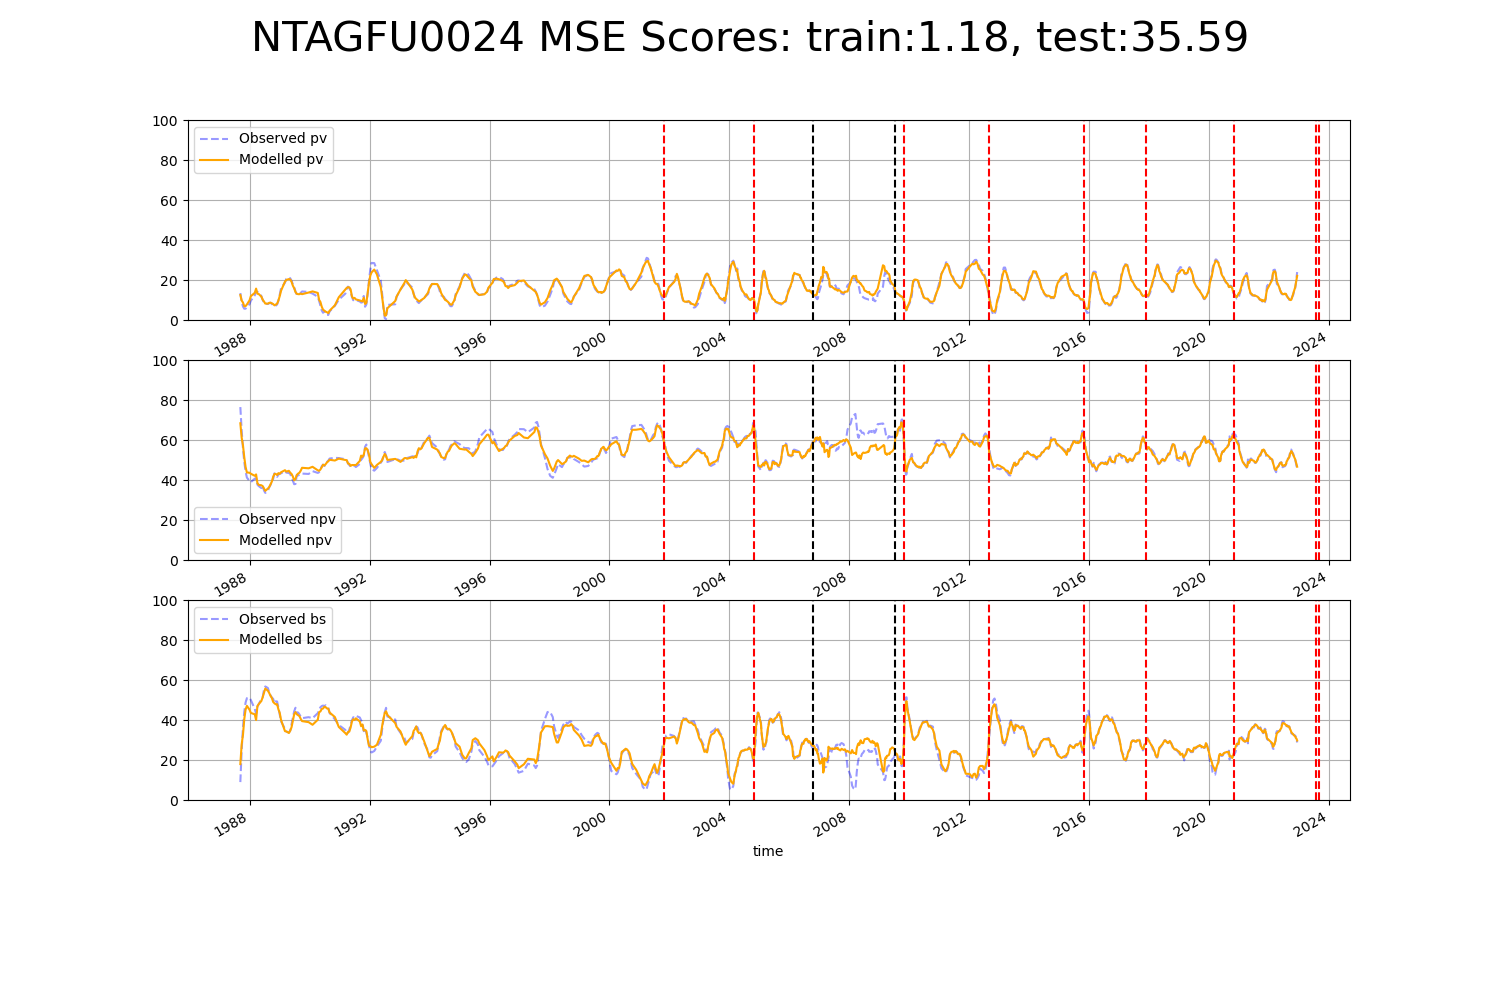 NTAGFU0024 MSE Scores: train:1.18, test:35.59
100
80
60
40
20
0
Observed pv
Modelled pv
1988 1992 1996 2000 2004 2008 2012 2016 2020 2024
100
80
60
40
20
0
Observed npv
Modelled npv
1988 1992 1996 2000 2004 2008 2012 2016 2020 2024
100
80
60
40
20
0
Observed bs
Modelled bs
1988 1992 1996 2000 2004 2008 2012 2016 2020 2024
time